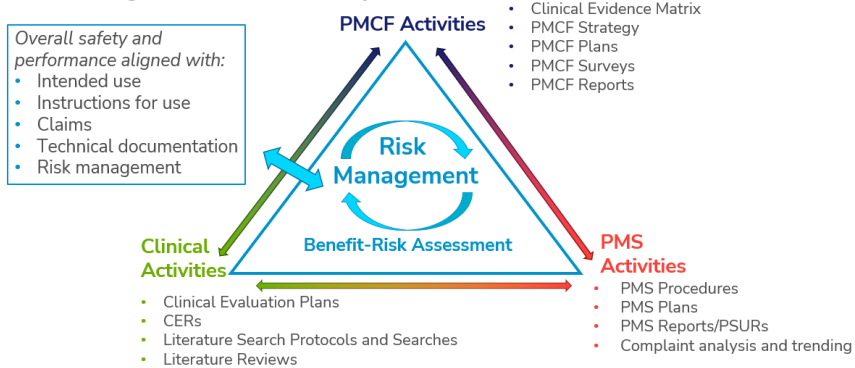 PMCF Activities
• Clinical Evidence Matrix
• PMCF Strategy
• PMCF Plans
• PMCF Surveys
• PMCF Reports
Overall safety and
performance aligned with:
• Intended use
• Instructions for use
• Claims
• Technical documentation
• Risk management
Risk
Management
Benefit-Risk Assessment
Clinical
Activities
• Clinical Evaluation Plans
• CERs
• Literature Search Protocols and Searches
• Literature Reviews
PMS
Activities
• PMS Procedures
• PMS Plans
• PMS Reports/PSURs
• Complaint analysis and trending